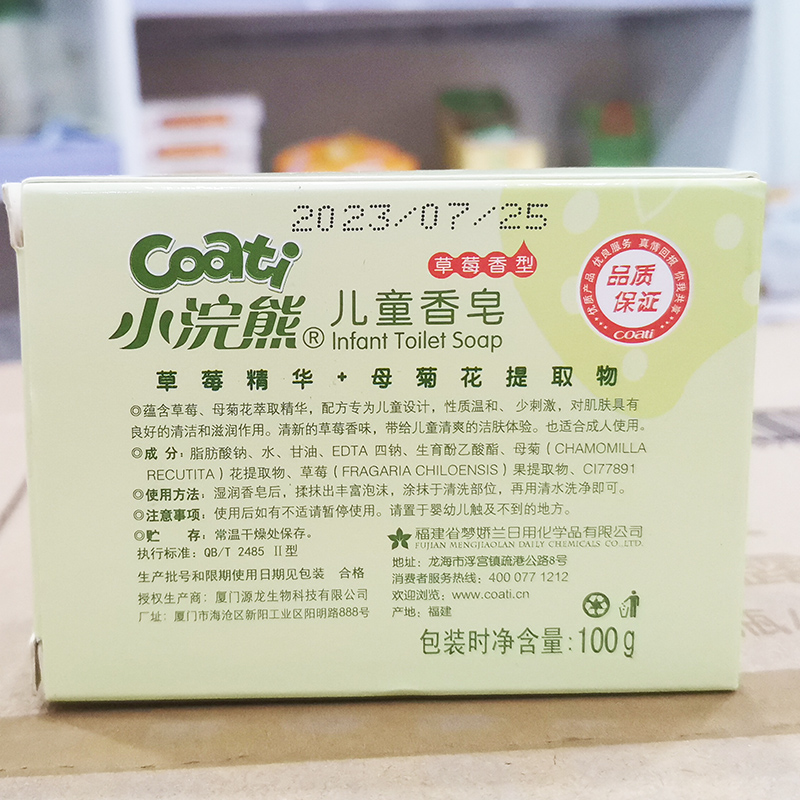 2023/07/25
Coati
草莓香型
小浣熊®儿童香皂
Infant Toilet Soap
优质产品 优良服务 真情回报 你我共享
品质
保证
coati
草莓精华+母菊花提取物
◎蕴含草莓、母菊花萃取精华，配方专为儿童设计，性质温和、少刺激，对肌肤具有
良好的清洁和滋润作用。清新的草莓香味，带给儿童清爽的洁肤体验。也适合成人使用。
◎成 分：脂肪酸钠、水、甘油、EDTA 四钠、生育酚乙酸酯、母菊（CHAMOMILLA
RECUTITA）花提取物、草莓（FRAGARIA CHILOENSIS）果提取物、CI77891
◎使用方法：湿润香皂后，揉抹出丰富泡沫，涂抹于清洗部位，再用清水洗净即可。
◎注意事项：使用后如有不适请暂停使用。请置于婴幼儿触及不到的地方。
◎贮 存：常温干燥处保存。
执行标准：QB/T 2485 Ⅱ型
生产批号和限期使用日期见包装 合格
授权生产商：厦门源龙生物科技有限公司
厂址：厦门市海沧区新阳工业区阳明路888号
福建省梦娇兰日用化学品有限公司
FUJIAN MENGJIAOLAN DAILY CHEMICALS CO.,LTD.
地址：龙海市浮宫镇疏港公路8号
消费者服务热线：400 077 1212
欢迎浏览：www.coati.cn
产地：福建
包装时净含量：100g